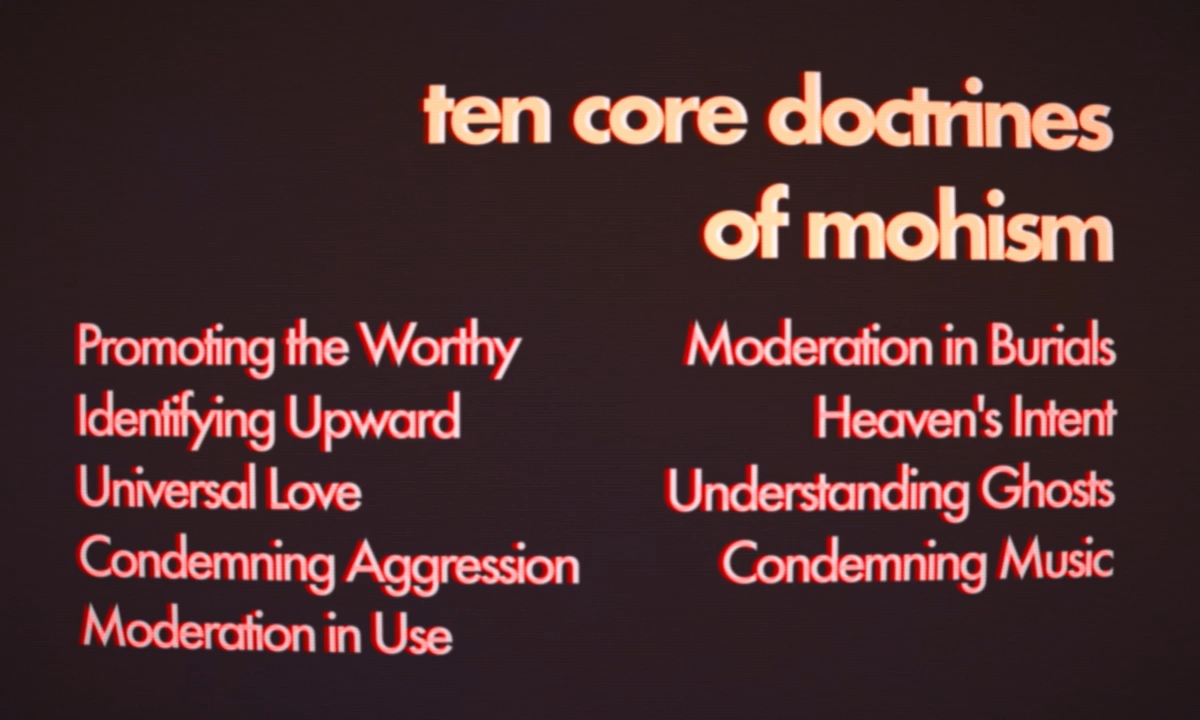 ten core doctrines
of mohism
Promoting the Worthy
Identifying Upward
Universal Love
Condemning Aggression
Moderation in Use
Moderation in Burials
Heaven's Intent
Understanding Ghosts
Condemning Music